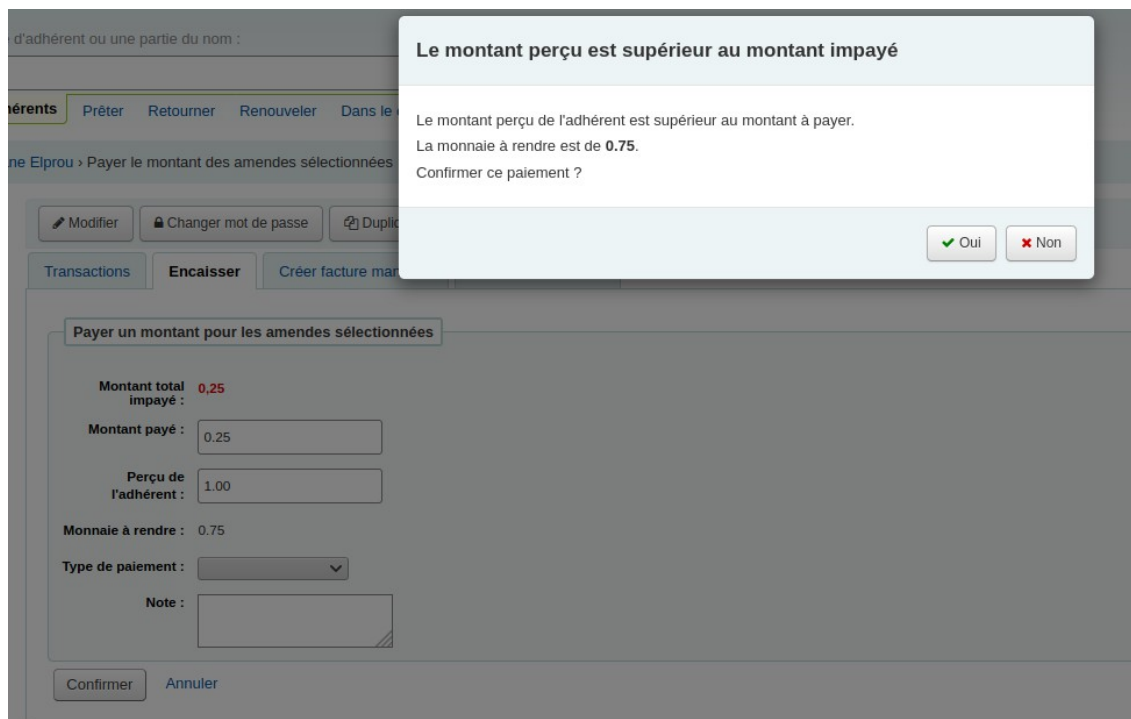 d'adhérent ou une partie du nom :
Le montant perçu est supérieur au montant impayé
Le montant perçu de l'adhérent est supérieur au montant à payer.
La monnaie à rendre est de 0.75.
Confirmer ce paiement ?
Oui Non
Prêter Retourner Renouveler Dans le
Elprou › Payer le montant des amendes sélectionnées
Modifier Changer mot de passe
Transactions Encaisser Créer facture
Payer un montant pour les amendes sélectionnées
Montant total
impayé :
0,25
Montant payé :
0.25
Perçu de
l'adhérent :
1.00
Monnaie à rendre : 0.75
Type de paiement :
Note :
Confirmer Annuler